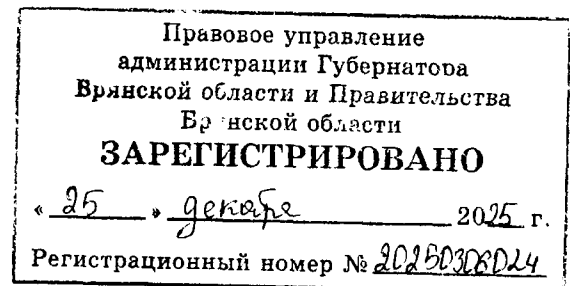 Правовое управление
администрации Губернатора
Брянской области и Правительства
Брянской области
ЗАРЕГИСТРИРОВАНО
« 25 » декабря 2025 г.
Регистрационный номер № 20250306024